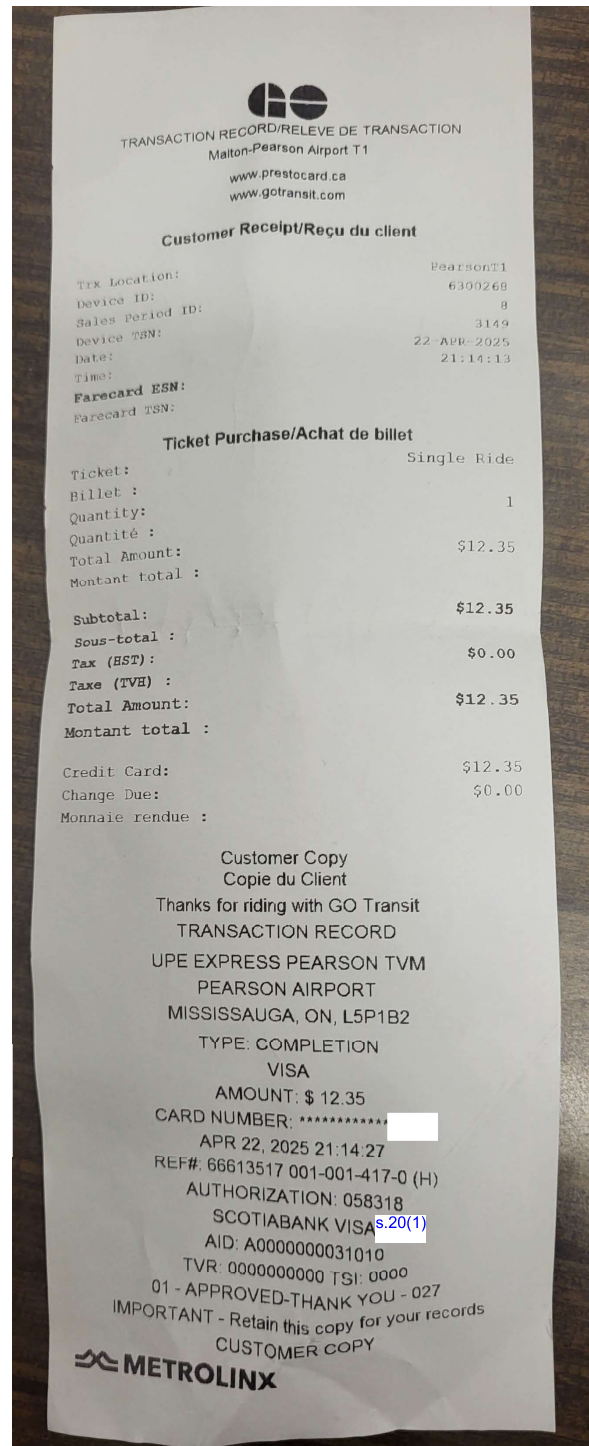 GO
TRANSACTION RECORD/RELEVE DE TRANSACTION
Malton-Pearson Airport T1
www.prestocard.ca
www.gotransit.com
Customer Receipt/Reçu du client
Trx Location: PearsonT1
Device ID: 6300268
Sales Period ID: 8
Device TSN: 3149
Date: 22-APR-2025
Time: 21:14:13
Farecard ESN:
Farecard TSN:
Ticket Purchase/Achat de billet
Ticket: Single Ride
Billet :
Quantity: 1
Quantité :
Total Amount: $12.35
Montant total :
Subtotal: $12.35
Sous-total :
Tax (HST): $0.00
Taxe (TVH) :
Total Amount: $12.35
Montant total :
Credit Card: $12.35
Change Due: $0.00
Monnaie rendue :
Customer Copy
Copie du Client
Thanks for riding with GO Transit
TRANSACTION RECORD
UPE EXPRESS PEARSON TVM
PEARSON AIRPORT
MISSISSAUGA, ON, L5P1B2
TYPE: COMPLETION
VISA
AMOUNT: $ 12.35
CARD NUMBER: ************
APR 22, 2025 21:14:27
REF#: 66613517 001-001-417-0 (H)
AUTHORIZATION: 058318
SCOTIABANK VISA s.20(1)
AID: A0000000031010
TVR: 0000000000 TSI: 0000
01 - APPROVED-THANK YOU - 027
IMPORTANT - Retain this copy for your records
CUSTOMER COPY
METROLINX